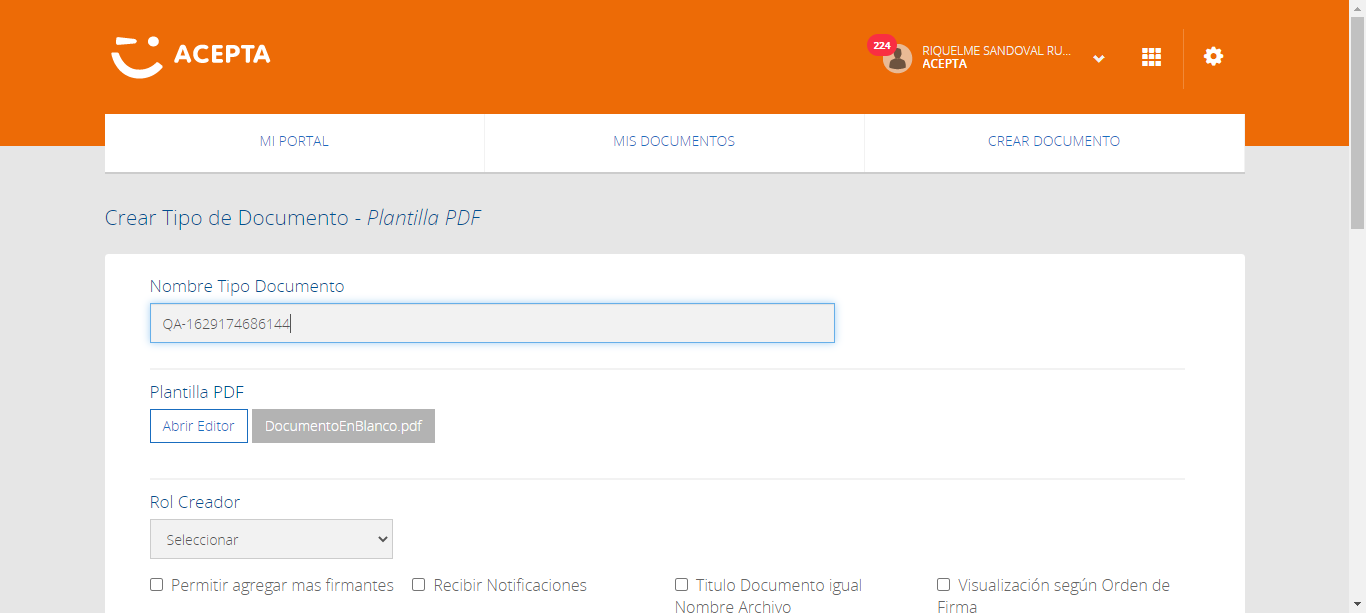 ACEPTA
224
RIQUELME SANDOVAL RU...
ACEPTA
MI PORTAL
MIS DOCUMENTOS
CREAR DOCUMENTO
Crear Tipo de Documento - Plantilla PDF
Nombre Tipo Documento
QA-1629174686144
Plantilla PDF
Abrir Editor
DocumentoEnBlanco.pdf
Rol Creador
Seleccionar
Permitir agregar mas firmantes
Recibir Notificaciones
Titulo Documento igual
Nombre Archivo
Visualización según Orden de
Firma